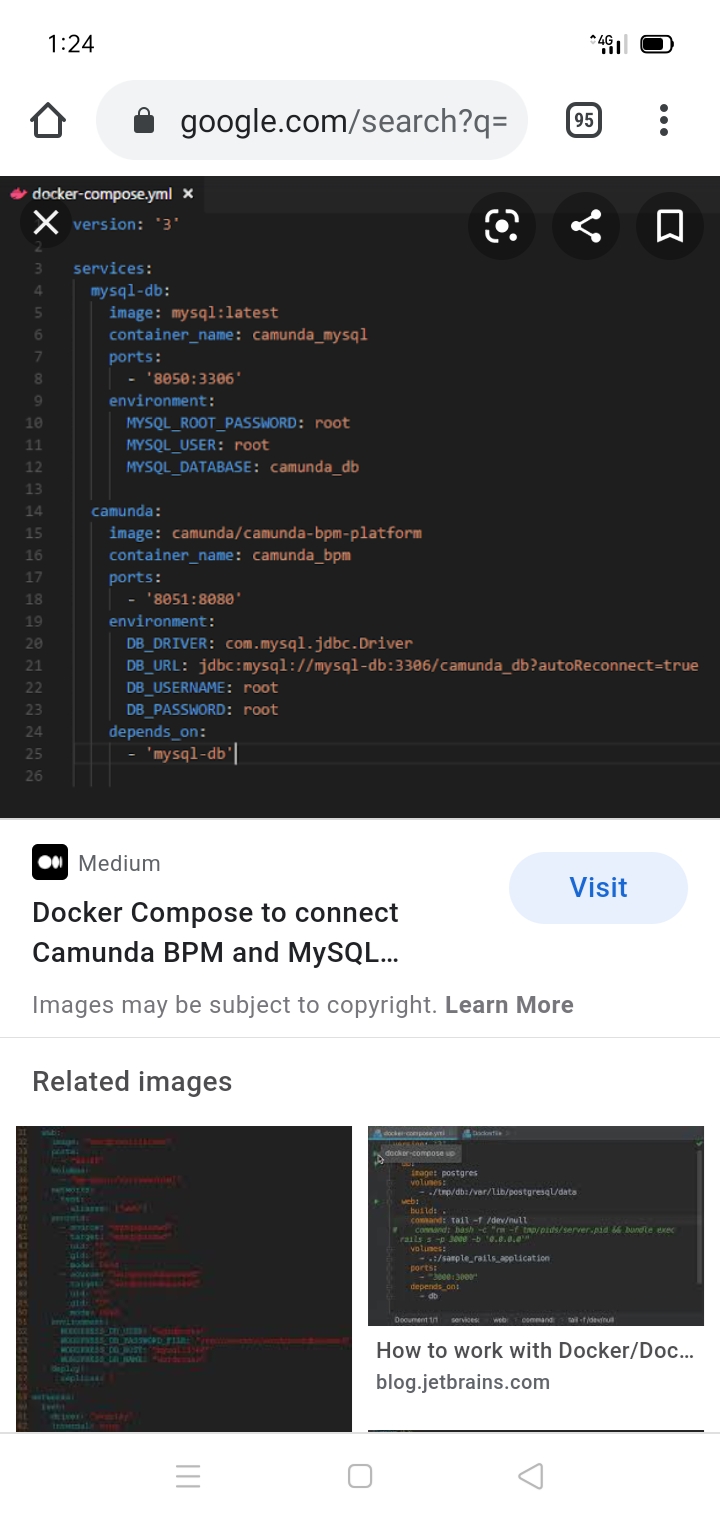 1:24
4G
google.com/search?q=
95
docker-compose.yml ×
version: '3'
2
3 services:
4 mysql-db:
5 image: mysql:latest
6 container_name: camunda_mysql
7 ports:
8 - '8050:3306'
9 environment:
10 MYSQL_ROOT_PASSWORD: root
11 MYSQL_USER: root
12 MYSQL_DATABASE: camunda_db
13
14 camunda:
15 image: camunda/camunda-bpm-platform
16 container_name: camunda_bpm
17 ports:
18 - '8051:8080'
19 environment:
20 DB_DRIVER: com.mysql.jdbc.Driver
21 DB_URL: jdbc:mysql://mysql-db:3306/camunda_db?autoReconnect=true
22 DB_USERNAME: root
23 DB_PASSWORD: root
24 depends_on:
25 - 'mysql-db'
26
Medium
Docker Compose to connect
Camunda BPM and MySQL...
Visit
Images may be subject to copyright. Learn More
Related images
docker-compose.yml Dockerfile
docker-compose up
db:
image: postgres
volumes:
- ./tmp/db:/var/lib/postgresql/data
web:
build: .
command: tail -f /dev/null
# command: bash -c "rm -f tmp/pids/server.pid && bundle exec
rails s -p 3000 -b '0.0.0.0'"
volumes:
- .:/sample_rails_application
ports:
- "3000:3000"
depends_on:
- db
Document 1/1 services: web: command: tail -f /dev/null
How to work with Docker/Doc...
blog.jetbrains.com